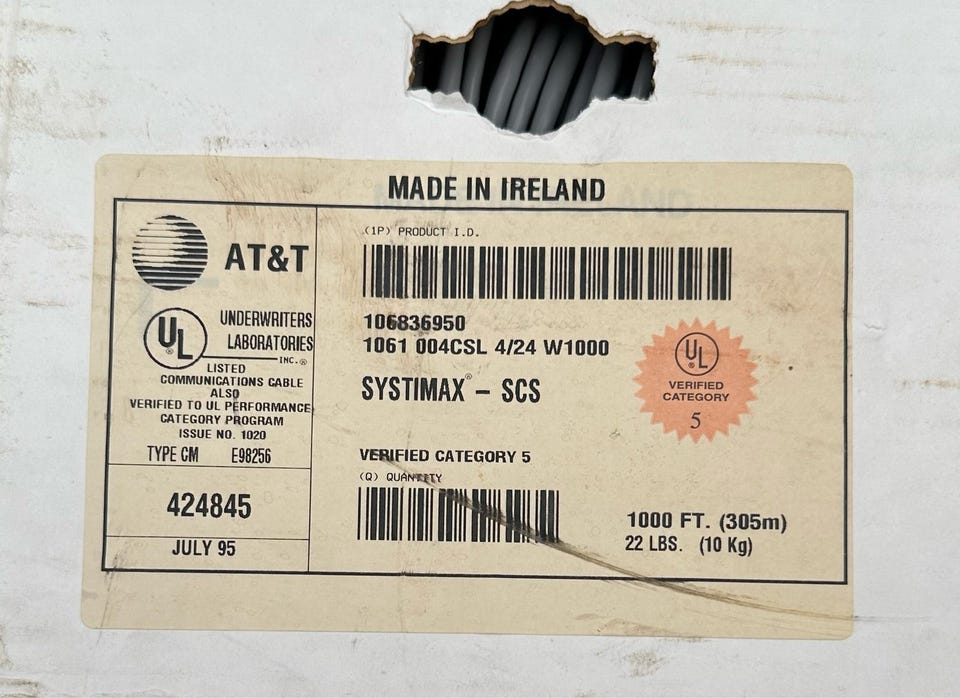 MADE IN IRELAND
AT&T
UL
®
UNDERWRITERS
LABORATORIES
INC.®
LISTED
COMMUNICATIONS CABLE
ALSO
VERIFIED TO UL PERFORMANCE
CATEGORY PROGRAM
ISSUE NO. 1020
TYPE CM E98256
424845
JULY 95
(1P) PRODUCT I.D.
106836950
1061 004CSL 4/24 W1000
SYSTIMAX® – SCS
UL
®
VERIFIED
CATEGORY
5
VERIFIED CATEGORY 5
(Q) QUANTITY
1000 FT. (305m)
22 LBS. (10 Kg)